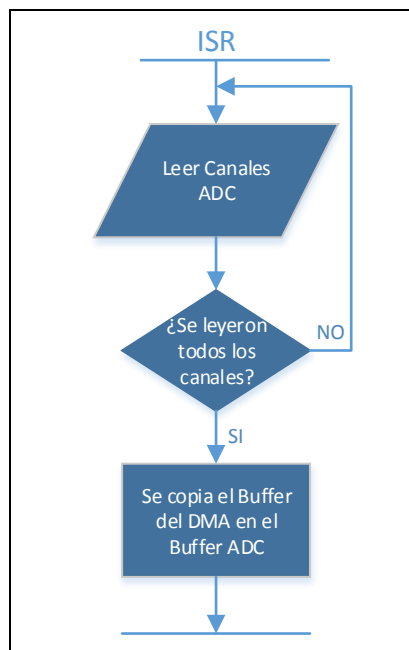 ISR
Leer Canales
ADC
¿Se leyeron
todos los
canales?
NO
SI
Se copia el Buffer
del DMA en el
Buffer ADC